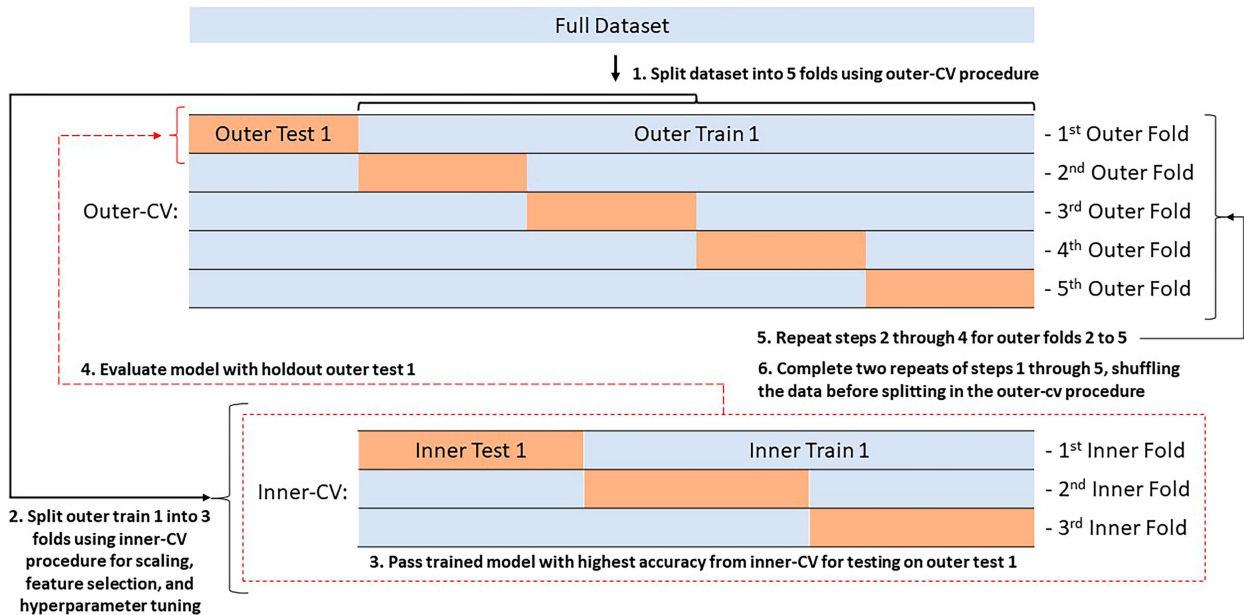 Full Dataset
1. Split dataset into 5 folds using outer-CV procedure
Outer Test 1
Outer Train 1
- 1st Outer Fold
- 2nd Outer Fold
Outer-CV:
- 3rd Outer Fold
- 4th Outer Fold
- 5th Outer Fold
5. Repeat steps 2 through 4 for outer folds 2 to 5
4. Evaluate model with holdout outer test 1
6. Complete two repeats of steps 1 through 5, shuffling
the data before splitting in the outer-cv procedure
Inner Test 1
Inner Train 1
- 1st Inner Fold
Inner-CV:
- 2nd Inner Fold
- 3rd Inner Fold
2. Split outer train 1 into 3
folds using inner-CV
procedure for scaling,
feature selection, and
hyperparameter tuning
3. Pass trained model with highest accuracy from inner-CV for testing on outer test 1